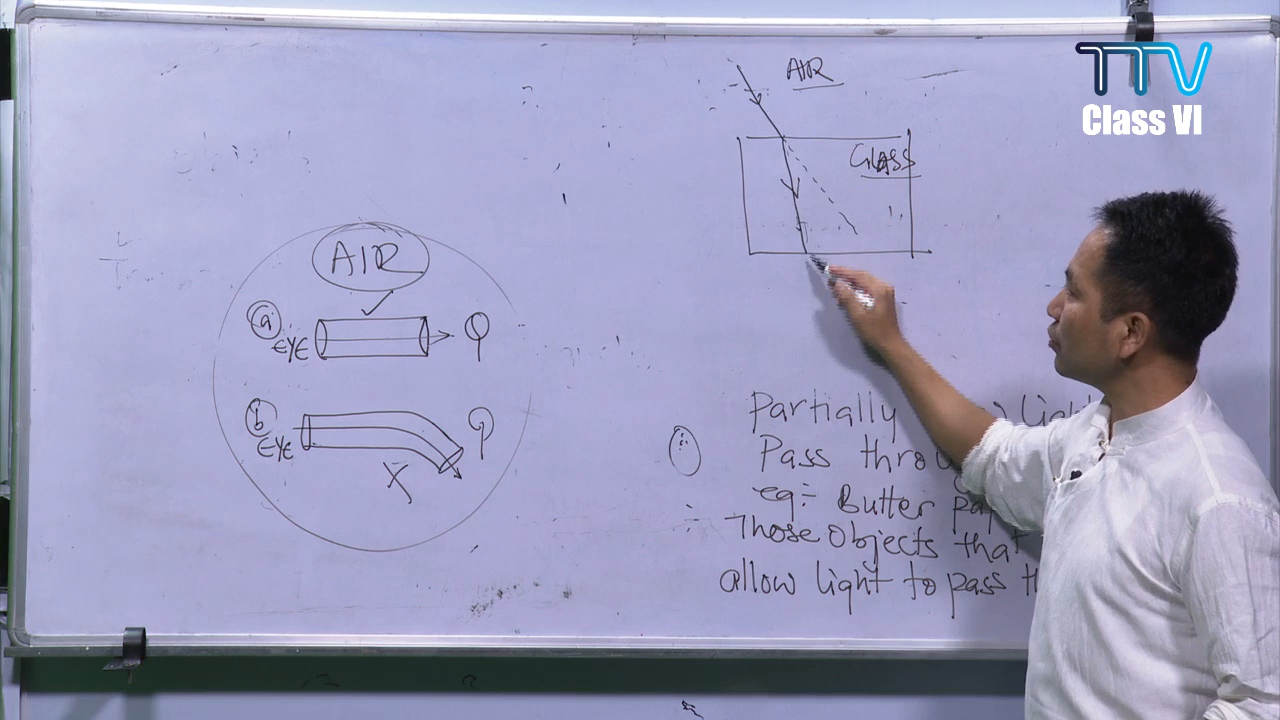 TTV
Class VI
AIR
GLASS
AIR
a
EYE
b
EYE
X
Partially
Pass
eg:- Butter
Those Objects that
allow light to pass